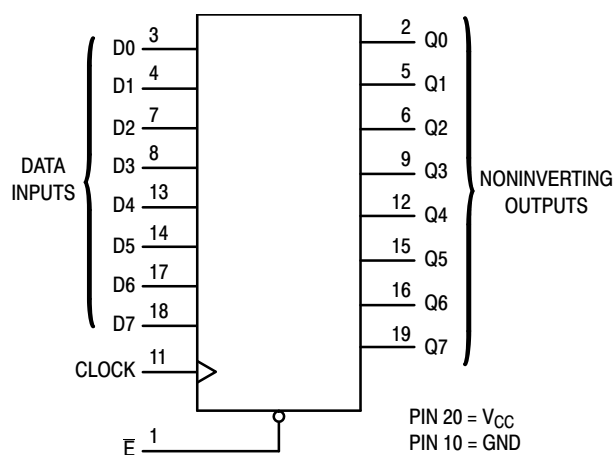 D0 3
D1 4
D2 7
D3 8
D4 13
D5 14
D6 17
D7 18
DATA
INPUTS
CLOCK 11
E̅ 1
2 Q0
5 Q1
6 Q2
9 Q3
12 Q4
15 Q5
16 Q6
19 Q7
NONINVERTING
OUTPUTS
PIN 20 = VCC
PIN 10 = GND